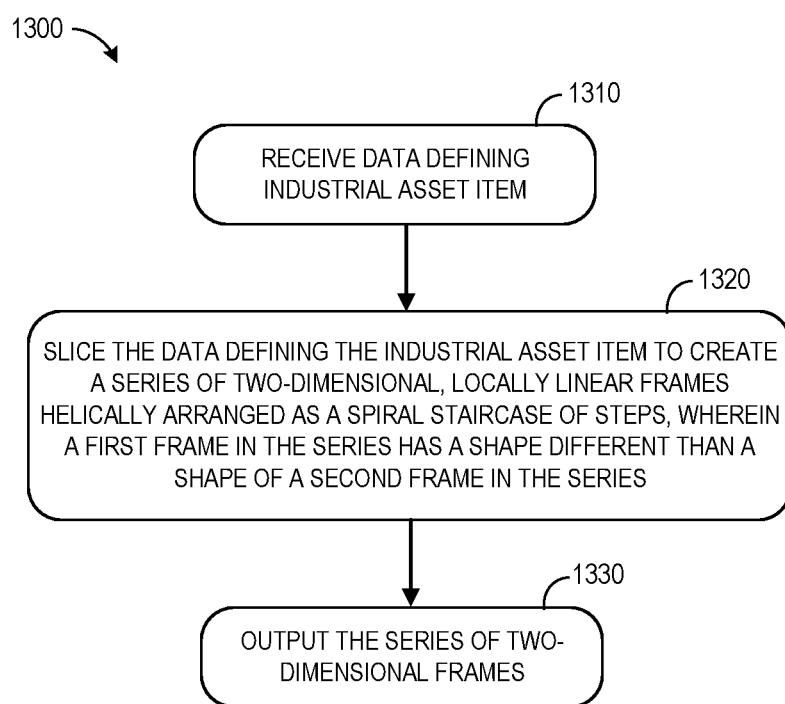 1300
1310
RECEIVE DATA DEFINING
INDUSTRIAL ASSET ITEM
1320
SLICE THE DATA DEFINING THE INDUSTRIAL ASSET ITEM TO CREATE
A SERIES OF TWO-DIMENSIONAL, LOCALLY LINEAR FRAMES
HELICALLY ARRANGED AS A SPIRAL STAIRCASE OF STEPS, WHEREIN
A FIRST FRAME IN THE SERIES HAS A SHAPE DIFFERENT THAN A
SHAPE OF A SECOND FRAME IN THE SERIES
1330
OUTPUT THE SERIES OF TWO-
DIMENSIONAL FRAMES